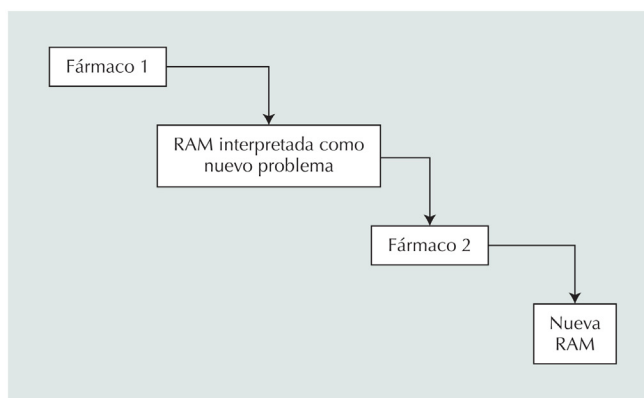 Fármaco 1
RAM interpretada como
nuevo problema
Fármaco 2
Nueva
RAM